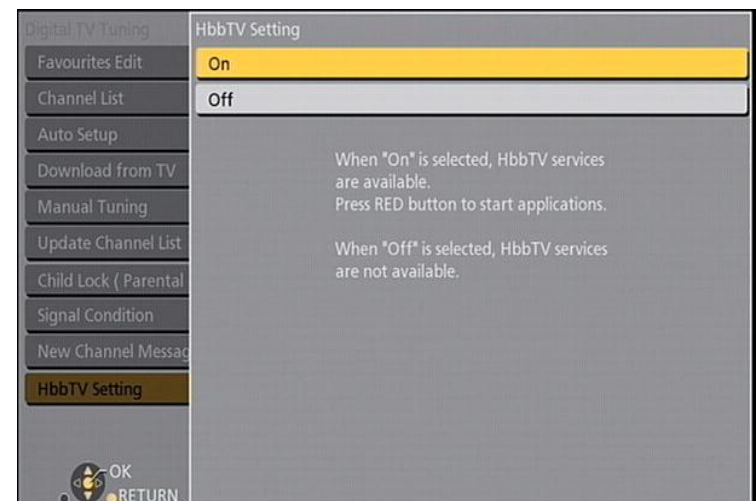 Digital TV Tuning
Favourites Edit
Channel List
Auto Setup
Download from TV
Manual Tuning
Update Channel List
Child Lock ( Parental
Signal Condition
New Channel Messag
HbbTV Setting
OK
RETURN
HbbTV Setting
On
Off
When "On" is selected, HbbTV services
are available.
Press RED button to start applications.
When "Off" is selected, HbbTV services
are not available.